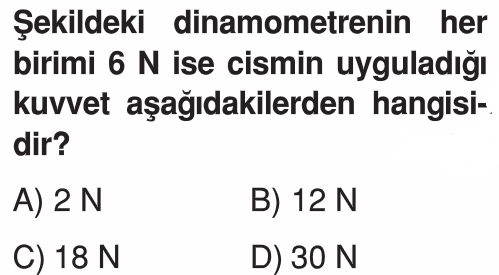 Şekildeki dinamometrenin her
birimi 6 N ise cismin uyguladığı
kuvvet aşağıdakilerden hangisi-
dir?
A) 2 N B) 12 N
C) 18 N D) 30 N